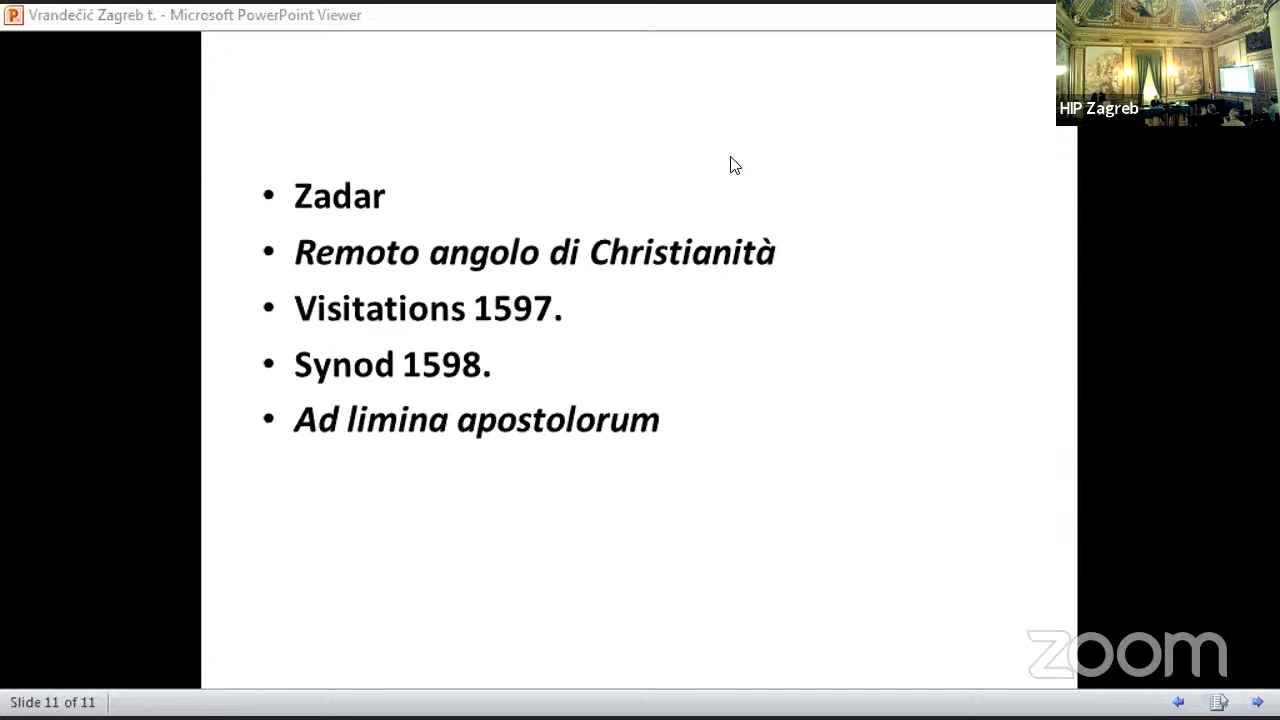 Vrandečić Zagreb t. - Microsoft PowerPoint Viewer
HIP Zagreb
• Zadar
• Remoto angolo di Christianità
• Visitations 1597.
• Synod 1598.
• Ad limina apostolorum
zoom
Slide 11 of 11